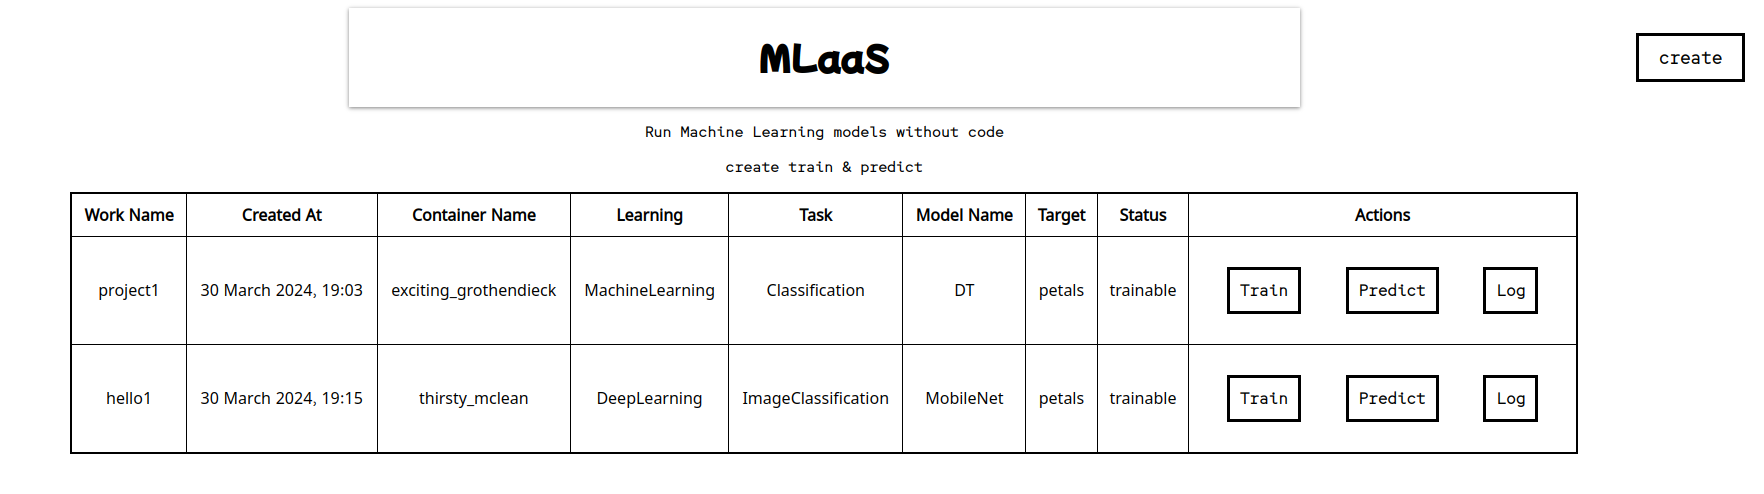 MLaaS
create
Run Machine Learning models without code
create train & predict
Work Name Created At Container Name Learning Task Model Name Target Status Actions
project1 30 March 2024, 19:03 exciting_grothendieck MachineLearning Classification DT petals trainable Train Predict Log
hello1 30 March 2024, 19:15 thirsty_mclean DeepLearning ImageClassification MobileNet petals trainable Train Predict Log